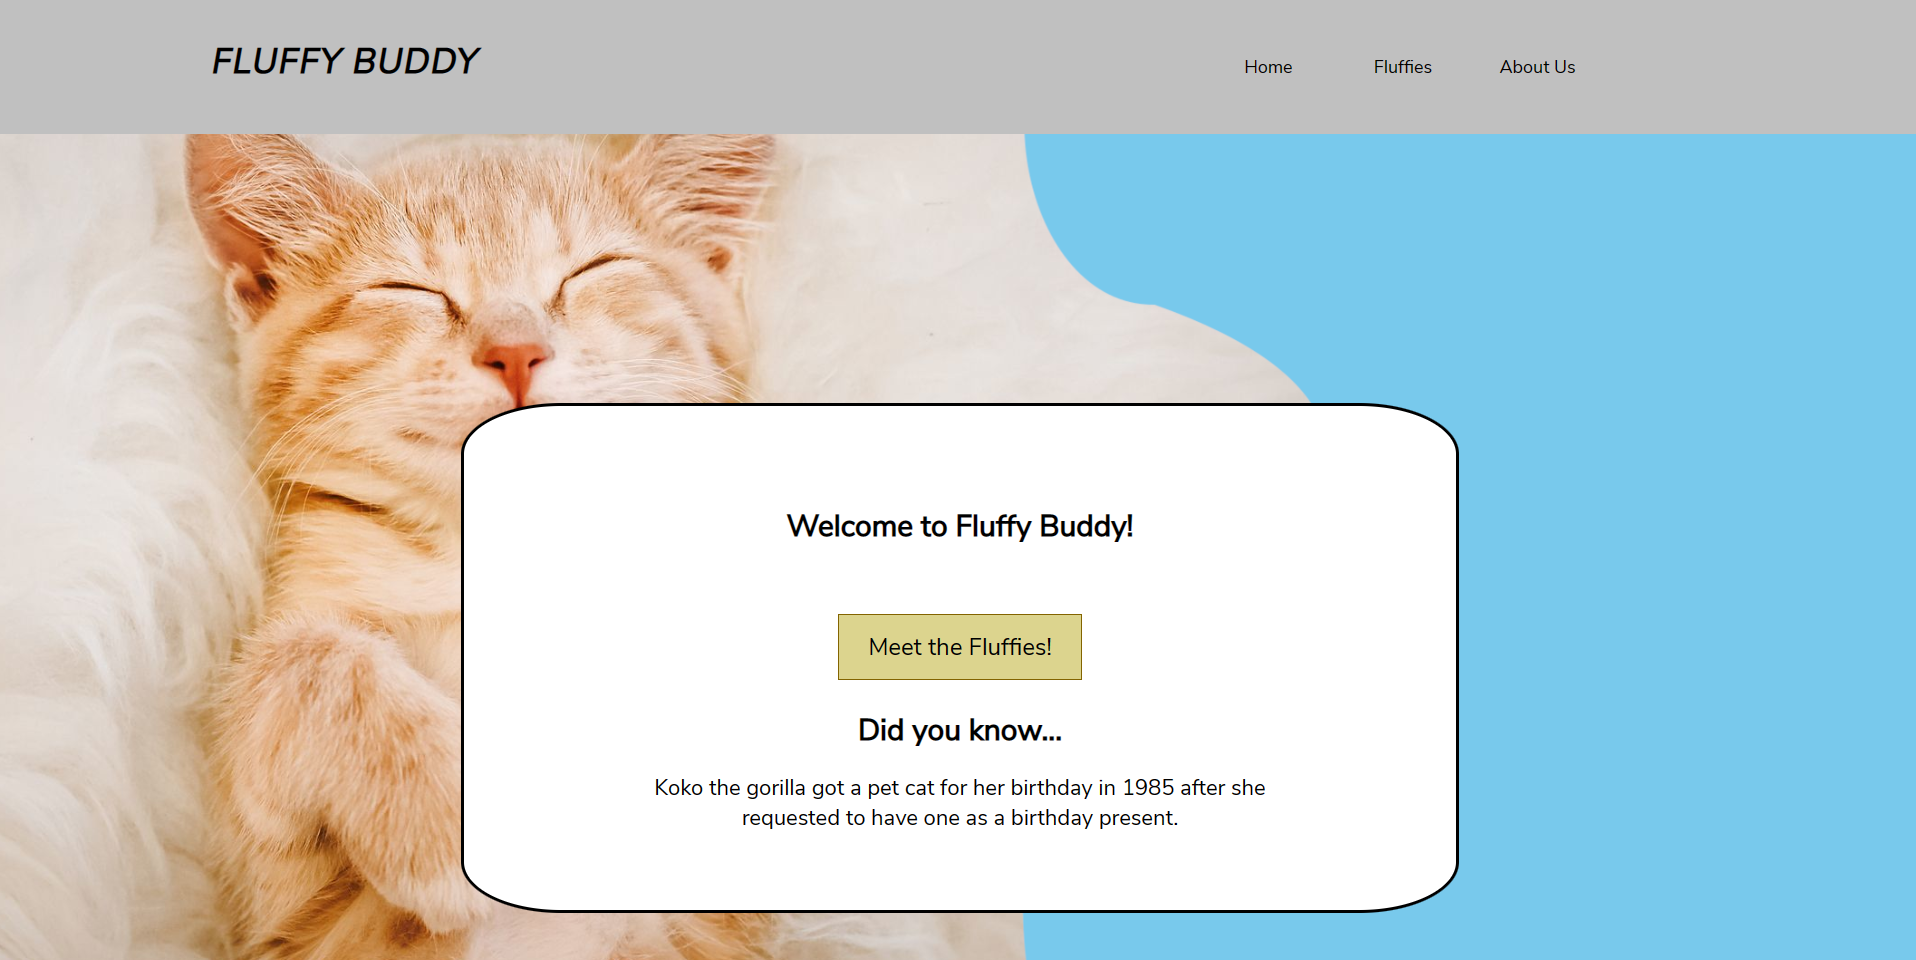 FLUFFY BUDDY
Home Fluffies About Us
Welcome to Fluffy Buddy!
Meet the Fluffies!
Did you know...
Koko the gorilla got a pet cat for her birthday in 1985 after she
requested to have one as a birthday present.